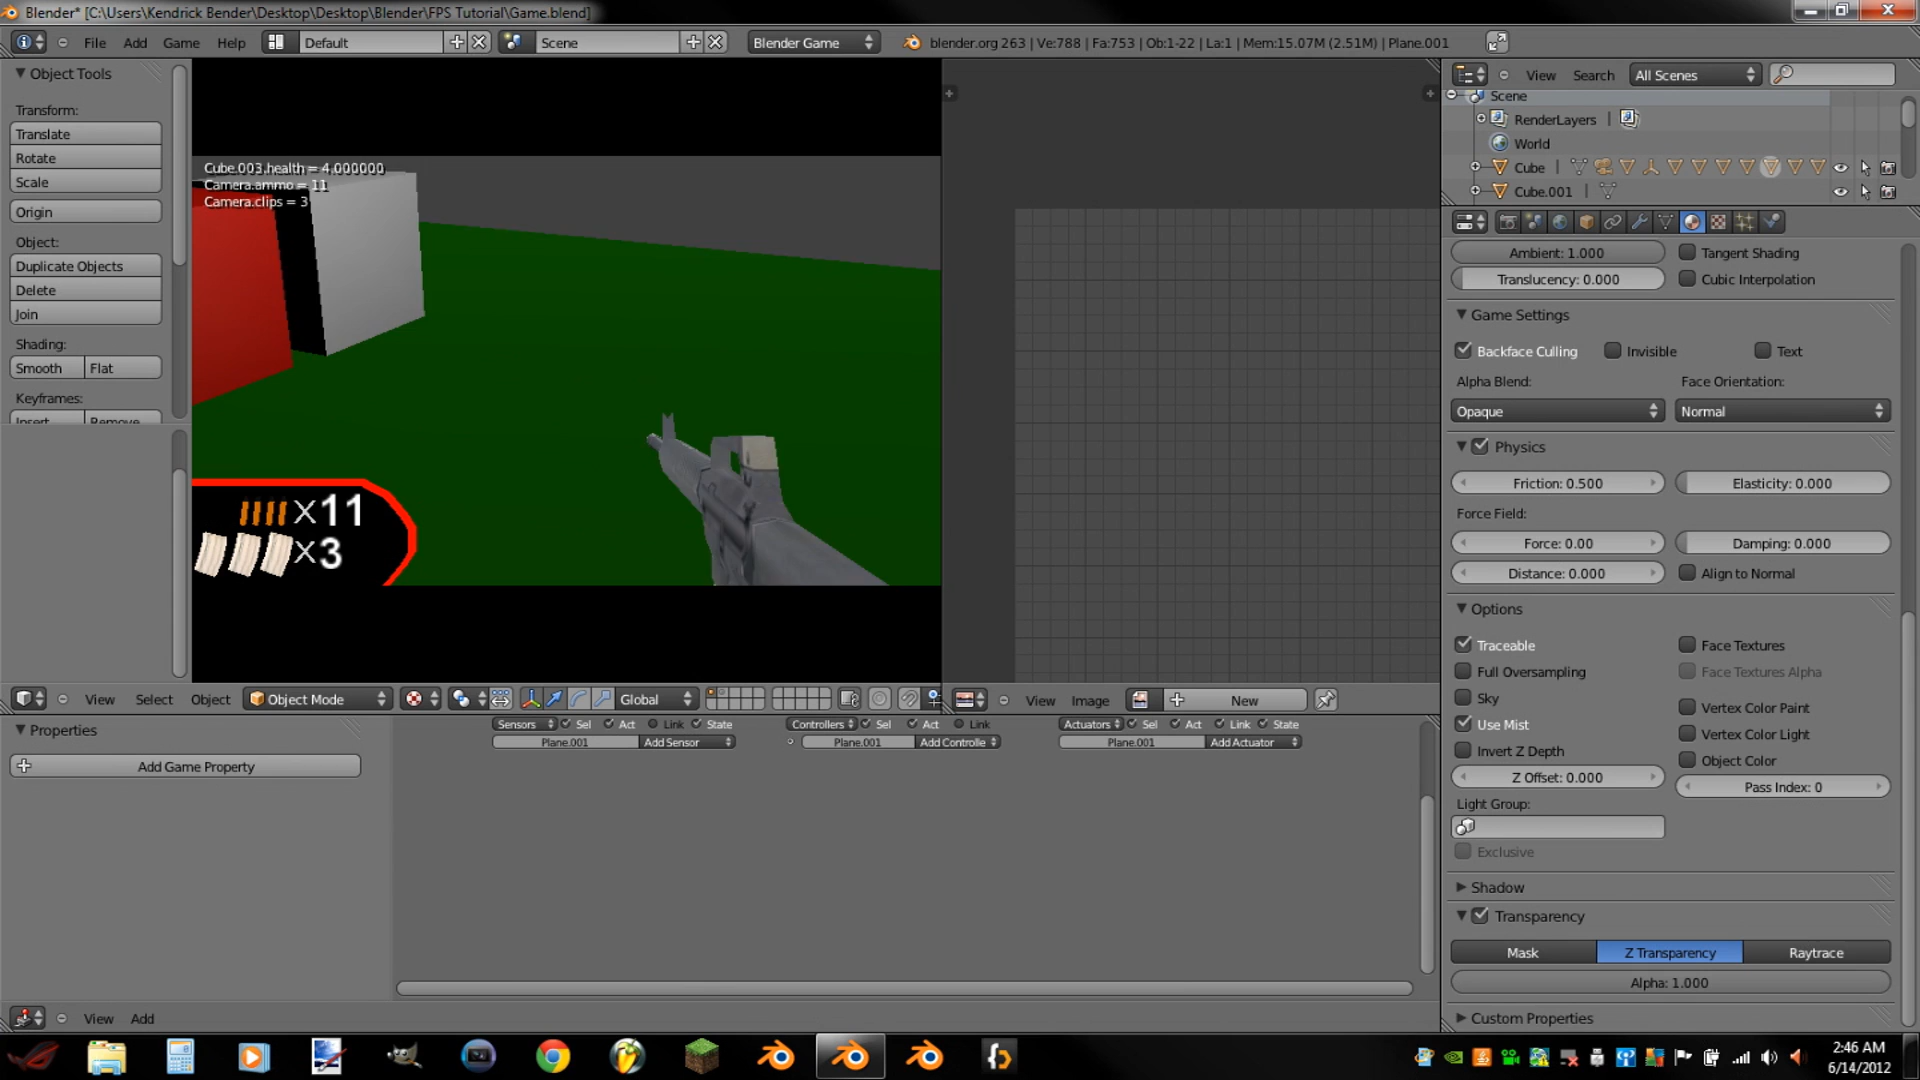 Blender* [C:\Users\Kendrick Bender\Desktop\Desktop\Blender\FPS Tutorial\Game.blend]
File Add Game Help Default Scene Blender Game blender.org 263 | Ve:788 | Fa:753 | Ob:1-22 | La:1 | Mem:15.07M (2.51M) | Plane.001
Object Tools
Transform:
Translate
Rotate
Scale
Origin
Object:
Duplicate Objects
Delete
Join
Shading:
Smooth Flat
Keyframes:
Insert Remove
Cube.003.health = 4.000000
Camera.ammo = 11
Camera.clips = 3
X11
X3
View Select Object Object Mode Global
View Image New
View Search All Scenes
Scene
RenderLayers
World
Cube
Cube.001
Ambient: 1.000 Tangent Shading
Translucency: 0.000 Cubic Interpolation
Game Settings
Backface Culling Invisible Text
Alpha Blend: Face Orientation:
Opaque Normal
Physics
Friction: 0.500 Elasticity: 0.000
Force Field:
Force: 0.00 Damping: 0.000
Distance: 0.000 Align to Normal
Options
Traceable Face Textures
Full Oversampling Face Textures Alpha
Sky Vertex Color Paint
Use Mist Vertex Color Light
Invert Z Depth Object Color
Z Offset: 0.000 Pass Index: 0
Light Group:
Exclusive
Shadow
Transparency
Mask Z Transparency Raytrace
Alpha: 1.000
Custom Properties
Properties
Add Game Property
Sensors Sel Act Link State Controllers Sel Act Link Actuators Sel Act Link State
Plane.001 Add Sensor Plane.001 Add Controlle Plane.001 Add Actuator
View Add
2:46 AM
6/14/2012